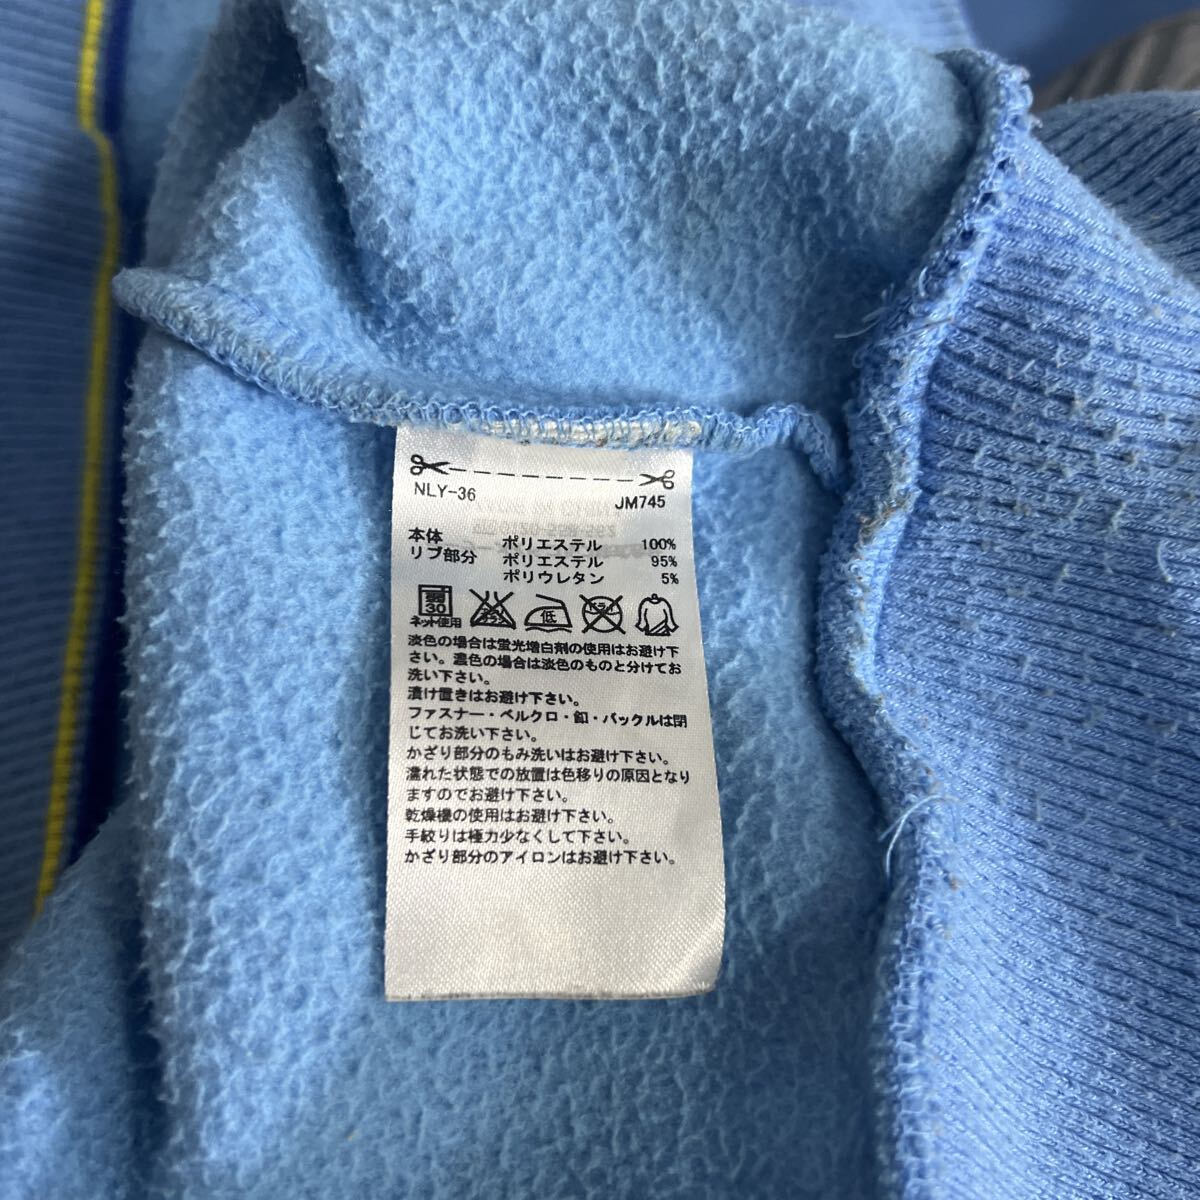 NLY-36 JM745
本体 ポリエステル 100%
リブ部分 ポリエステル 95%
ポリウレタン 5%
弱 30 エンソサラシ 低 ドライ
ネット使用
淡色の場合は蛍光増白剤の使用はお避け下
さい。濃色の場合は淡色のものと分けてお
洗い下さい。
漬け置きはお避け下さい。
ファスナー・ベルクロ・釦・バックルは閉
じてお洗い下さい。
かざり部分のもみ洗いはお避け下さい。
濡れた状態での放置は色移りの原因となり
ますのでお避け下さい。
乾燥機の使用はお避け下さい。
手絞りは極力少なくして下さい。
かざり部分のアイロンはお避け下さい。